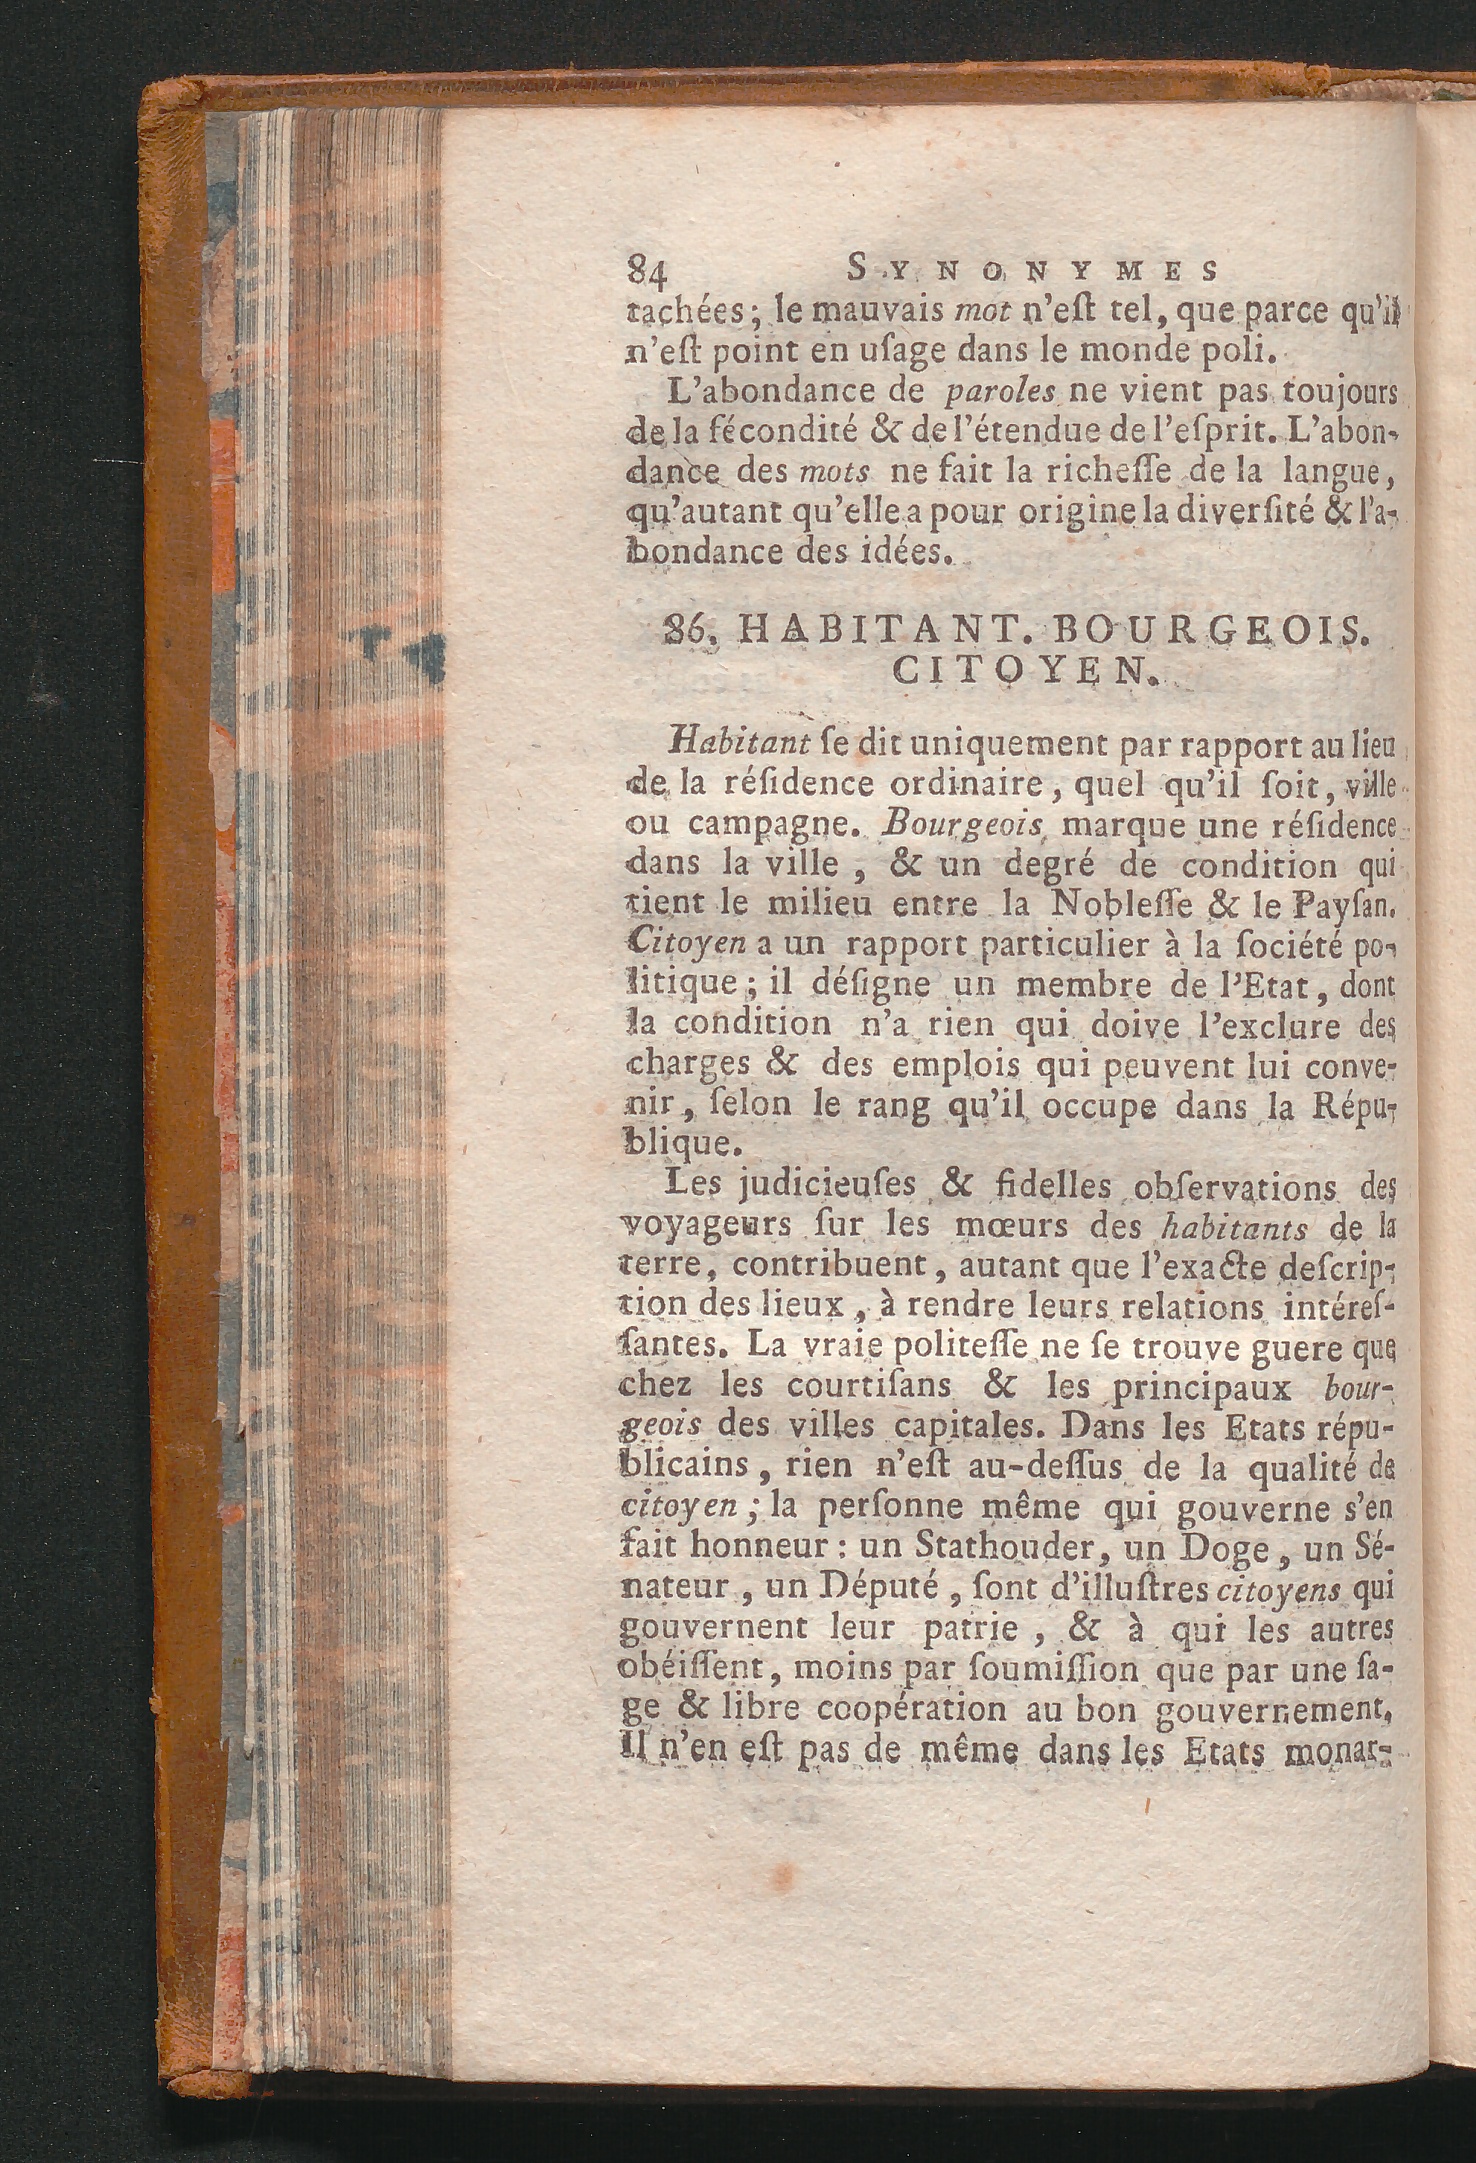 84 SYNONYMES
tachées; le mauvais mot n'eſt tel, que parce qu'il
n'eſt point en uſage dans le monde poli.
L'abondance de paroles ne vient pas toujours
de la fécondité & de l'étendue de l'eſprit. L'abon-
dance des mots ne fait la richeſſe de la langue,
qu'autant qu'elle a pour origine la diverſité & l'a-
bondance des idées.
86. HABITANT. BOURGEOIS.
CITOYEN.
Habitant ſe dit uniquement par rapport au lieu
de la réſidence ordinaire, quel qu'il ſoit, ville
ou campagne. Bourgeois marque une réſidence
dans la ville, & un degré de condition qui
tient le milieu entre la Nobleſſe & le Payſan.
Citoyen a un rapport particulier à la ſociété po-
litique; il déſigne un membre de l'Etat, dont
la condition n'a rien qui doive l'exclure des
charges & des emplois qui peuvent lui conve-
nir, ſelon le rang qu'il occupe dans la Répu-
blique.
Les judicieuſes & fidelles obſervations des
voyageurs ſur les mœurs des habitants de la
terre, contribuent, autant que l'exacte deſcrip-
tion des lieux, à rendre leurs relations intéreſ-
ſantes. La vraie politeſſe ne ſe trouve guere que
chez les courtiſans & les principaux bour-
geois des villes capitales. Dans les Etats répu-
blicains, rien n'eſt au-deſſus de la qualité de
citoyen; la perſonne même qui gouverne s'en
fait honneur: un Stathouder, un Doge, un Sé-
nateur, un Député, ſont d'illuſtres citoyens qui
gouvernent leur patrie, & à qui les autres
obéiſſent, moins par ſoumiſſion que par une ſa-
ge & libre coopération au bon gouvernement.
Il n'en eſt pas de même dans les Etats monar-